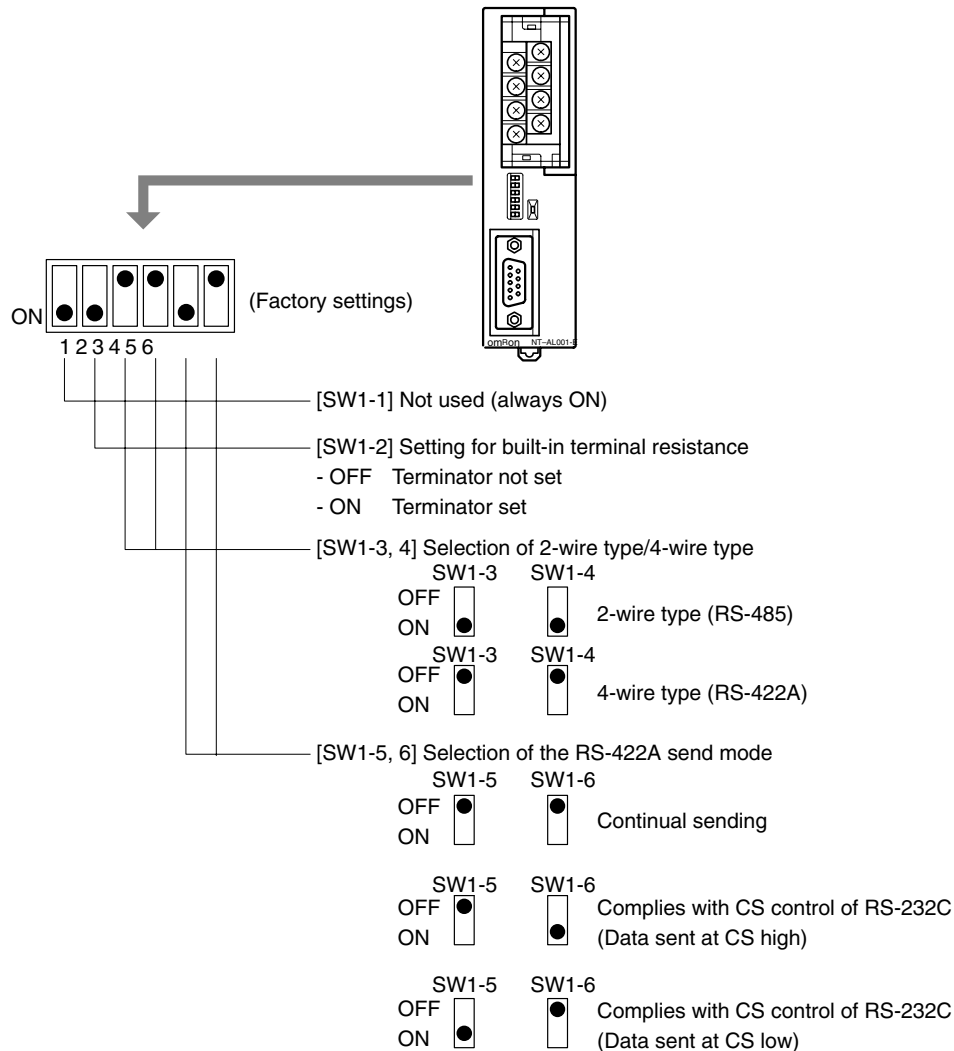 omRon NT-AL001-E
ON
(Factory settings)
1 2 3 4 5 6
[SW1-1] Not used (always ON)
[SW1-2] Setting for built-in terminal resistance
- OFF Terminator not set
- ON Terminator set
[SW1-3, 4] Selection of 2-wire type/4-wire type
SW1-3 SW1-4
OFF
ON
2-wire type (RS-485)
SW1-3 SW1-4
OFF
ON
4-wire type (RS-422A)
[SW1-5, 6] Selection of the RS-422A send mode
SW1-5 SW1-6
OFF
ON
Continual sending
SW1-5 SW1-6
OFF
ON
Complies with CS control of RS-232C
(Data sent at CS high)
SW1-5 SW1-6
OFF
ON
Complies with CS control of RS-232C
(Data sent at CS low)